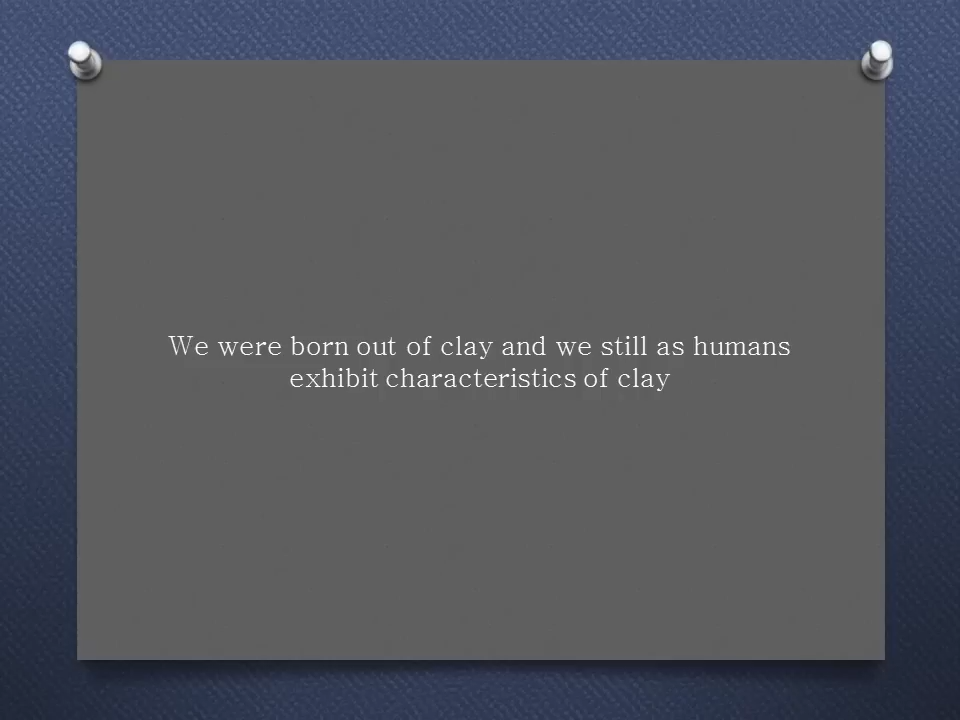 We were born out of clay and we still as humans
exhibit characteristics of clay